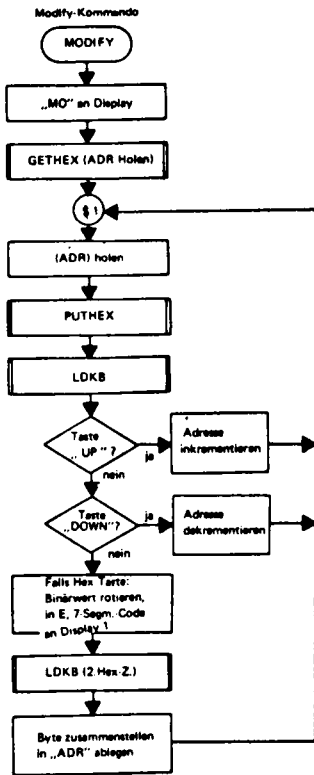 Modify-Kommando
MODIFY
„MO" an Display
GETHEX (ADR Holen)
§ 1
(ADR) holen
PUTHEX
LDKB
Taste
„ UP " ?
ja
Adresse
inkrementieren
nein
Taste
„DOWN"?
ja
Adresse
dekrementieren
nein
Falls Hex Tarte:
Binärwert rotieren,
in E, 7-Segm.-Code
an Display 1
LDKB (2.Hex-Z.)
Byte zusammenstellen
in „ADR" ablegen